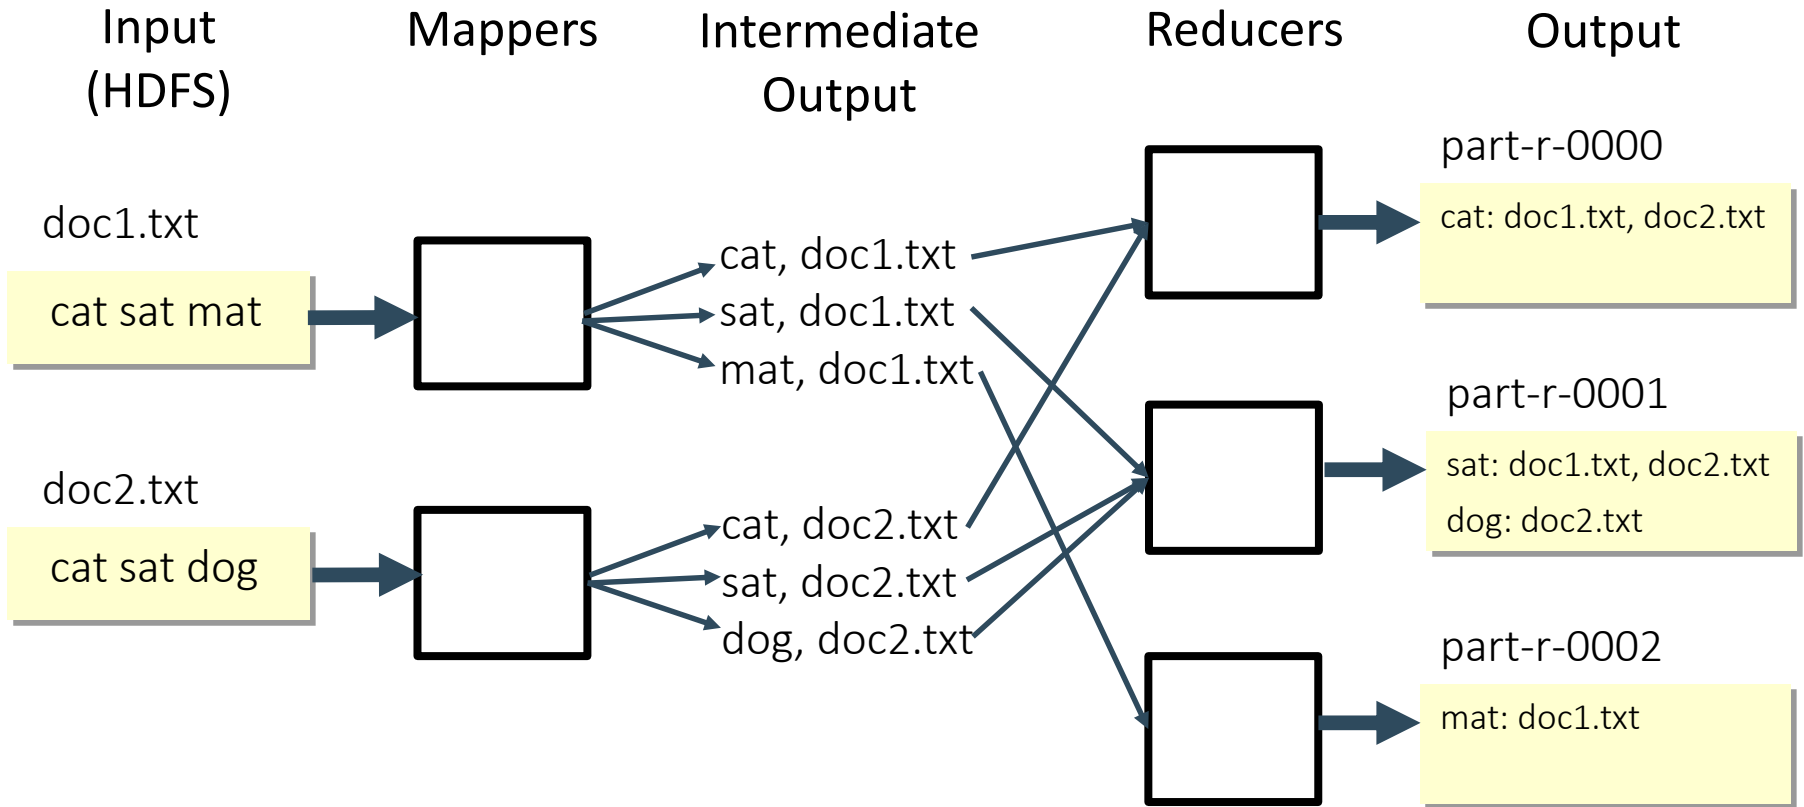 Input
(HDFS)
Mappers
Intermediate
Output
Reducers
Output
doc1.txt
cat sat mat
doc2.txt
cat sat dog
cat, doc1.txt
sat, doc1.txt
mat, doc1.txt
cat, doc2.txt
sat, doc2.txt
dog, doc2.txt
part-r-0000
cat: doc1.txt, doc2.txt
part-r-0001
sat: doc1.txt, doc2.txt
dog: doc2.txt
part-r-0002
mat: doc1.txt